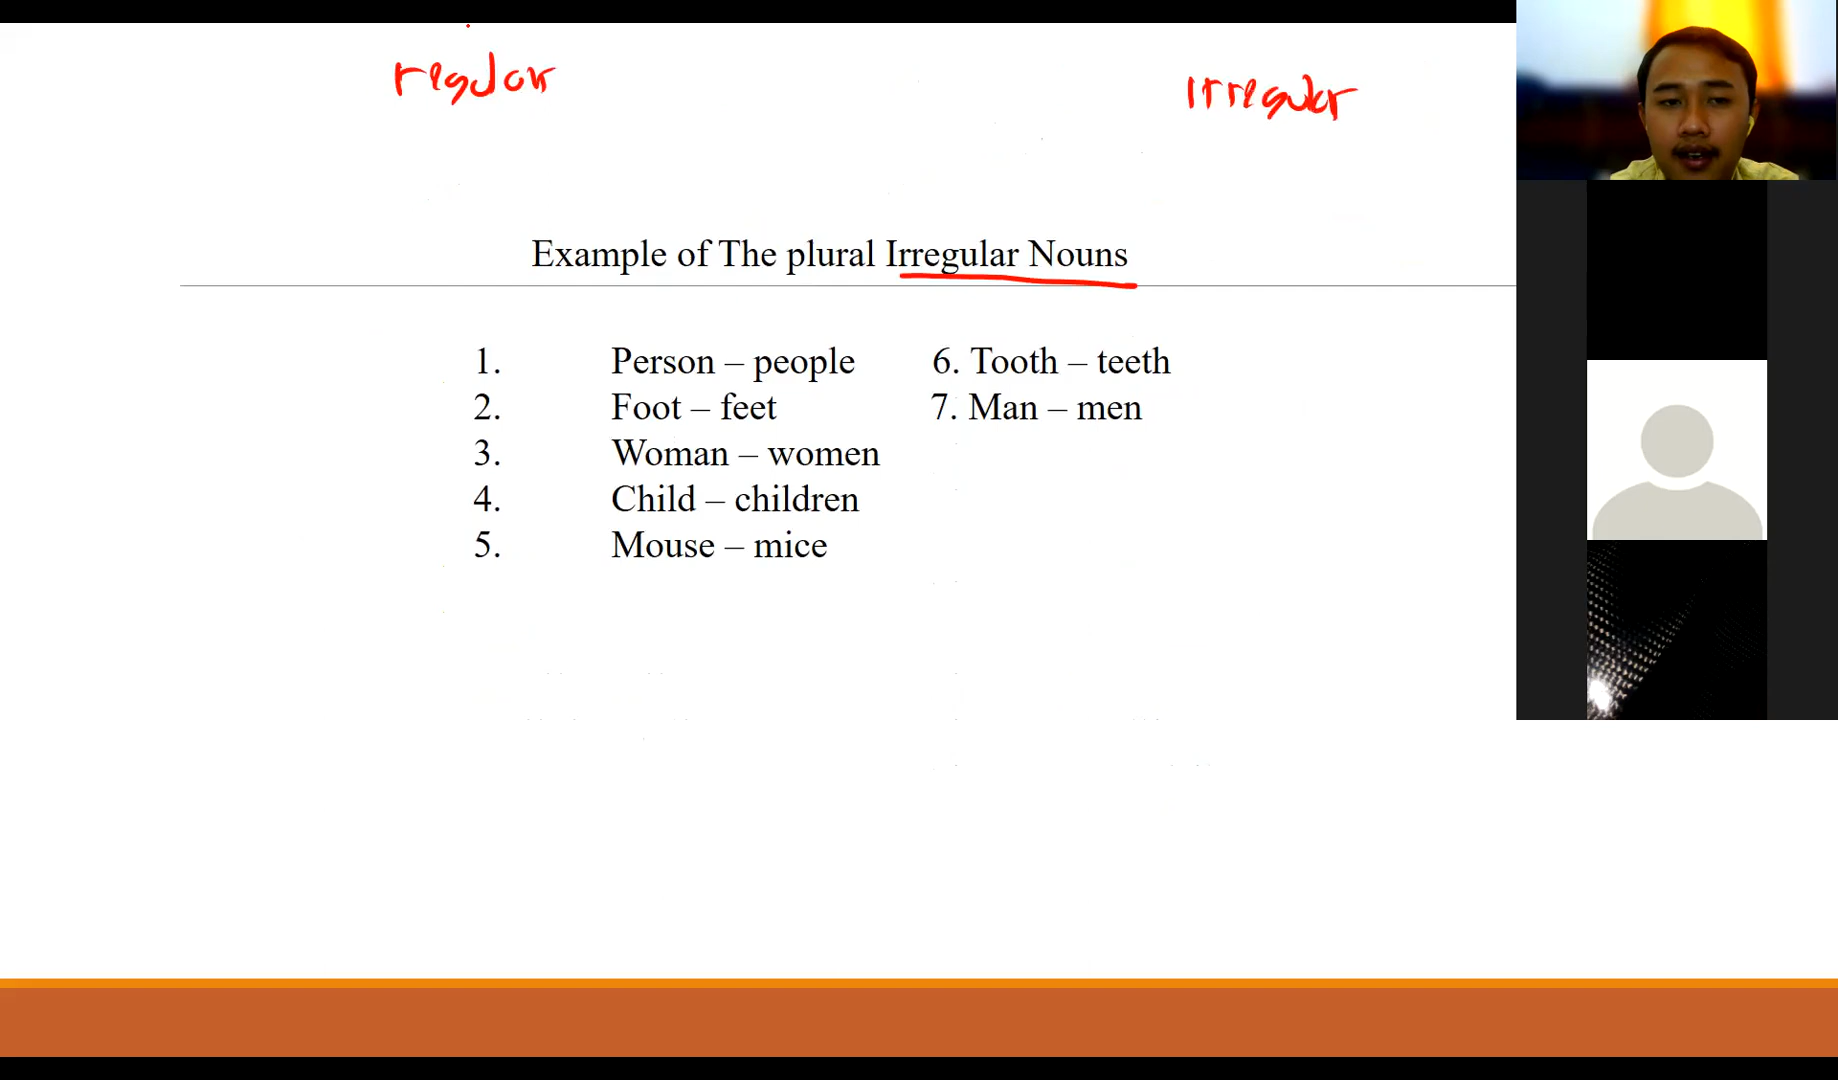 regular
irregular
Example of The plural Irregular Nouns
1. Person – people
2. Foot – feet
3. Woman – women
4. Child – children
5. Mouse – mice
6. Tooth – teeth
7. Man – men